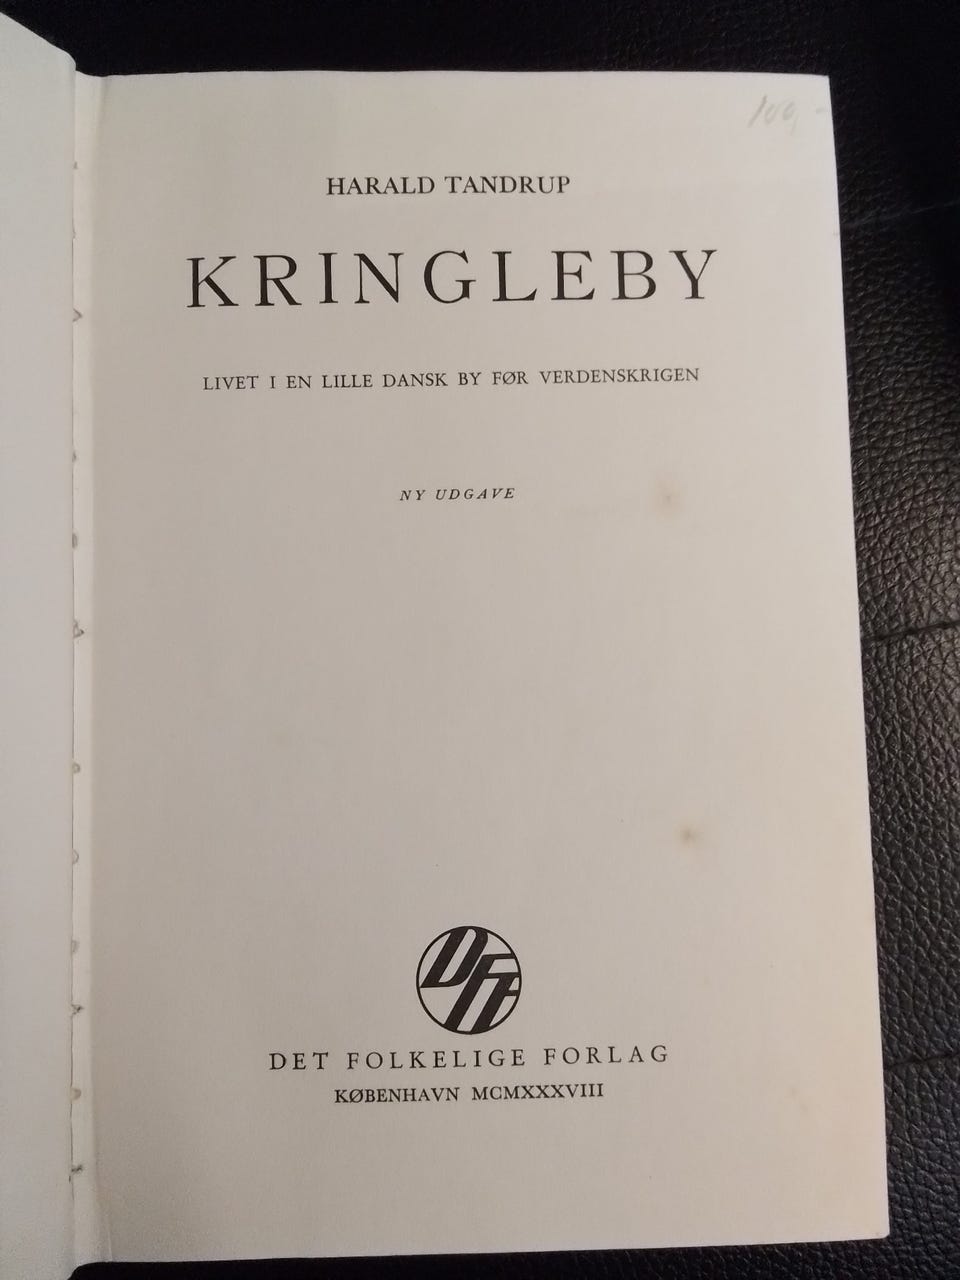 100,-
HARALD TANDRUP
KRINGLEBY
LIVET I EN LILLE DANSK BY FØR VERDENSKRIGEN
NY UDGAVE
DFF
DET FOLKELIGE FORLAG
KØBENHAVN MCMXXXVIII